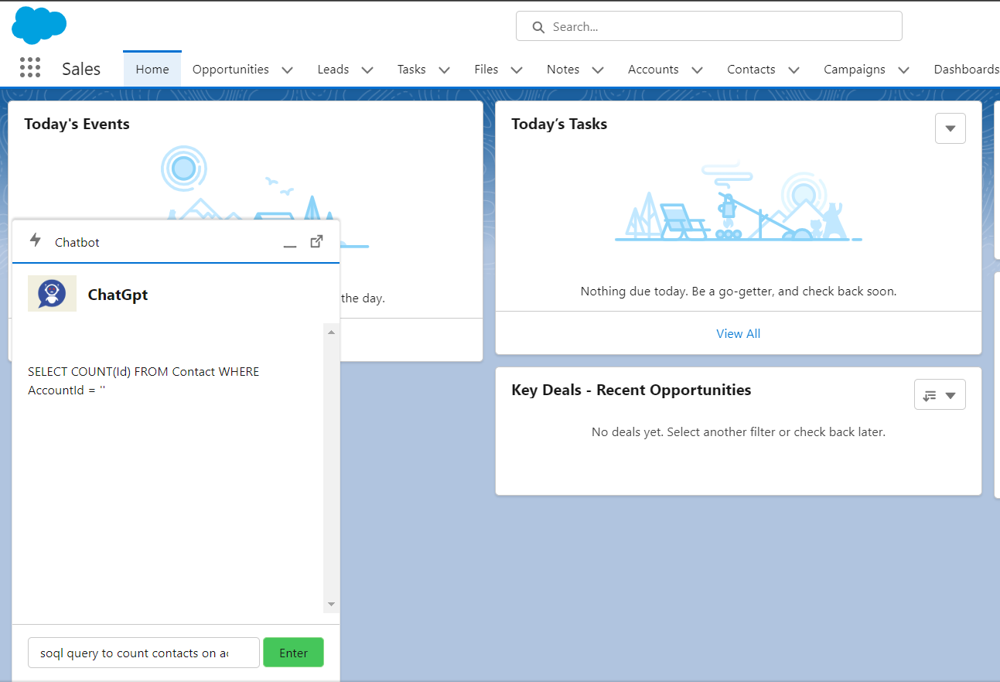 Search...
Sales
Home
Opportunities
Leads
Tasks
Files
Notes
Accounts
Contacts
Campaigns
Dashboards
Today's Events
the day.
Today’s Tasks
Nothing due today. Be a go-getter, and check back soon.
View All
Key Deals - Recent Opportunities
No deals yet. Select another filter or check back later.
Chatbot
ChatGpt
SELECT COUNT(Id) FROM Contact WHERE
AccountId = ''
soql query to count contacts on
Enter